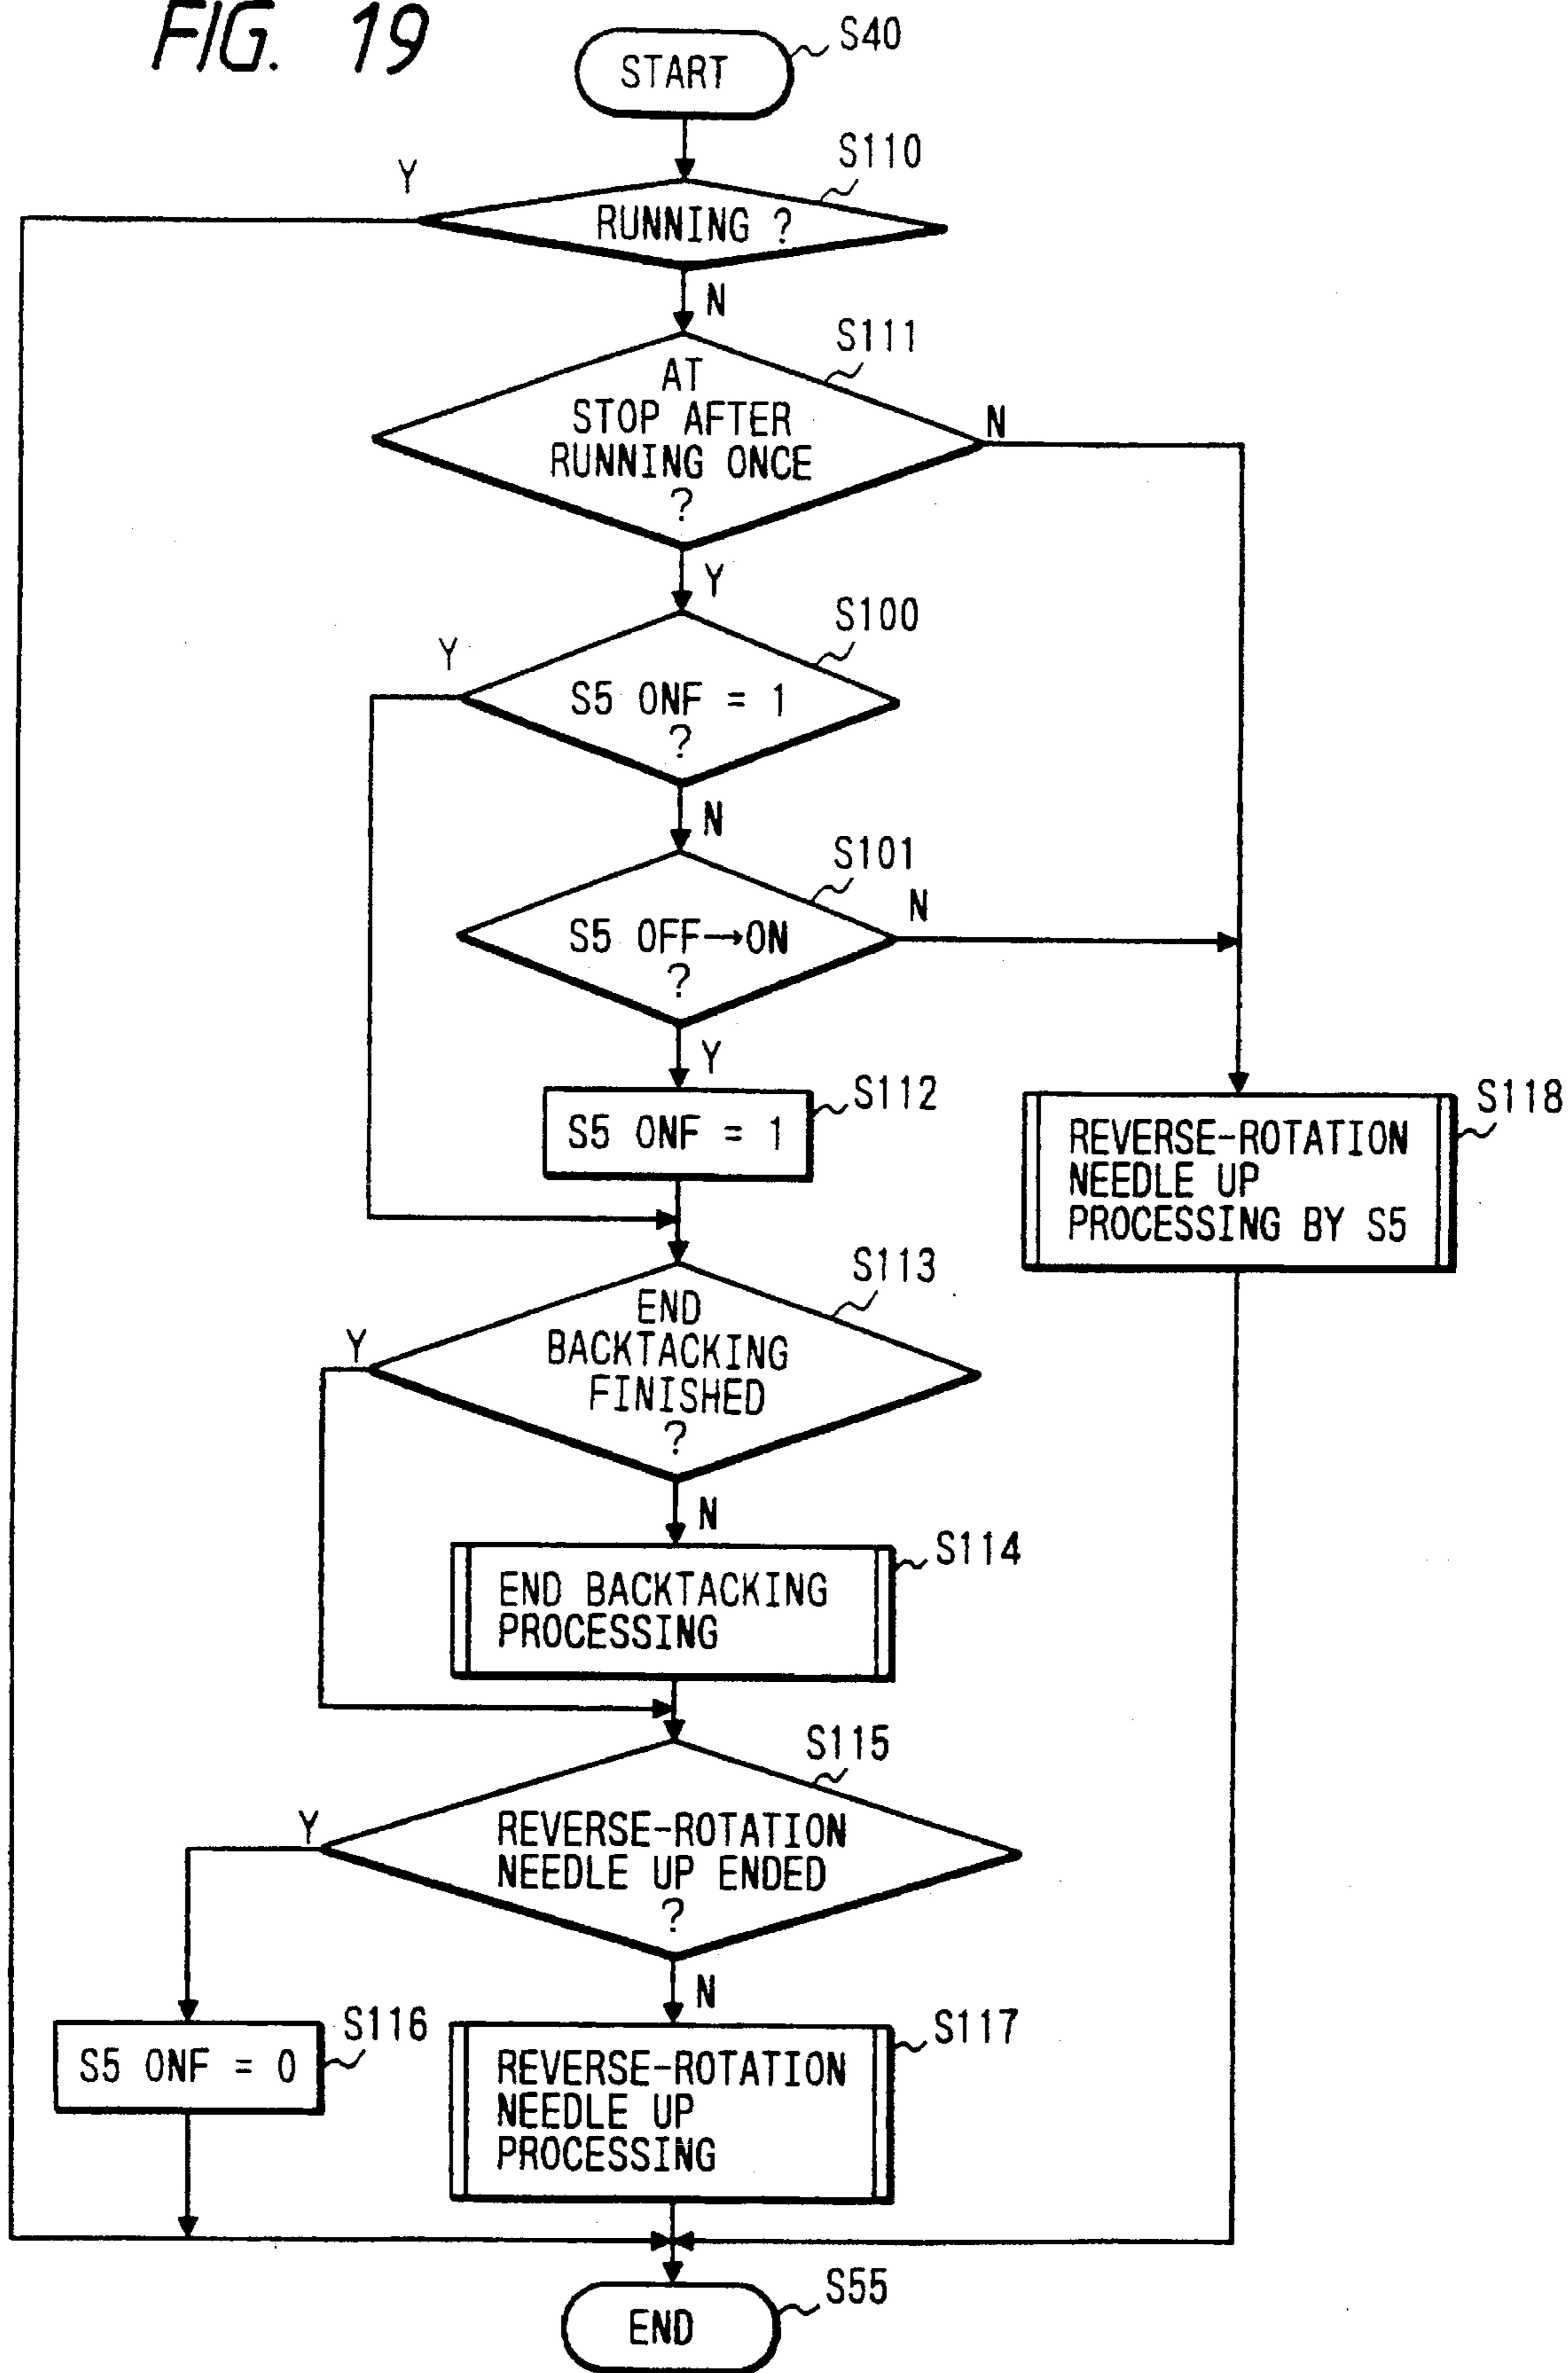 FIG. 19
START
S40
S110
Y
RUNNING ?
N
S111
AT
STOP AFTER
RUNNING ONCE
?
N
Y
S100
Y
S5 ONF = 1
?
N
S101
N
S5 OFF→ON
?
Y
S112
S5 ONF = 1
S118
REVERSE-ROTATION
NEEDLE UP
PROCESSING BY S5
S113
END
BACKTACKING
FINISHED
?
Y
N
S114
END BACKTACKING
PROCESSING
S115
Y
REVERSE-ROTATION
NEEDLE UP ENDED
?
N
S116
S5 ONF = 0
S117
REVERSE-ROTATION
NEEDLE UP
PROCESSING
S55
END